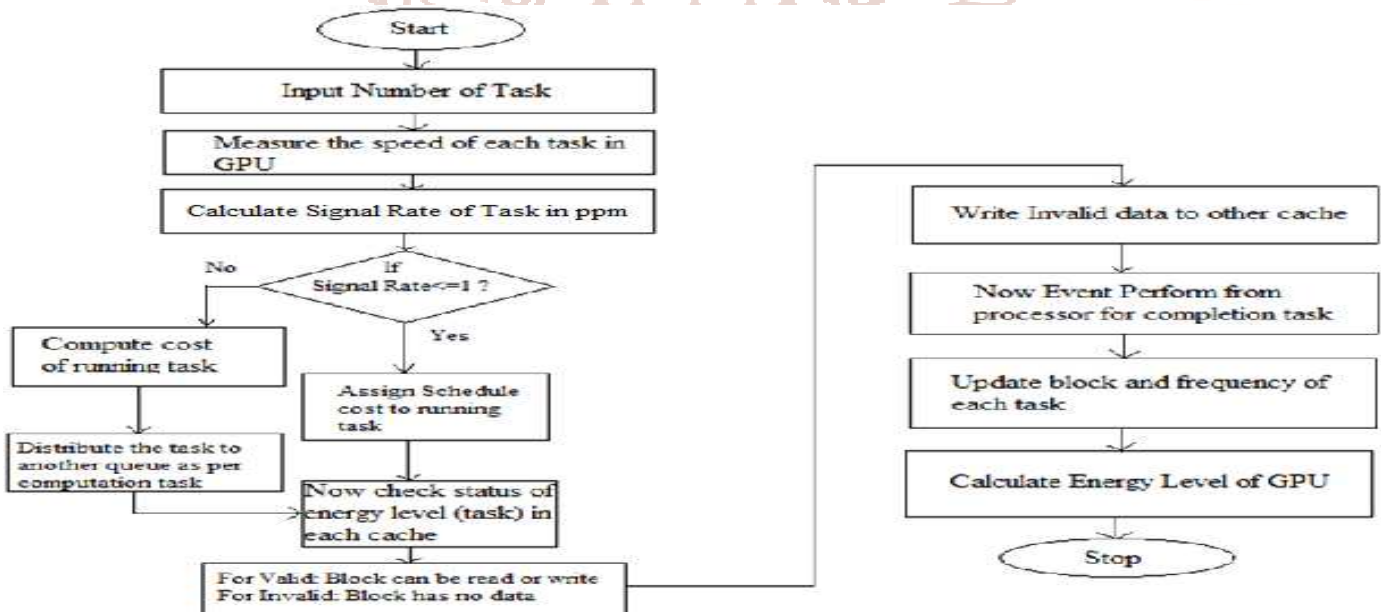 Start
Input Number of Task
Measure the speed of each task in
GPU
Calculate Signal Rate of Task in ppm
If
Signal Rate<=1 ?
No
Yes
Compute cost
of running task
Distribute the task to
another queue as per
computation task
Assign Schedule
cost to running
task
Now check status of
energy level (task) in
each cache
For Valid: Block can be read or write
For Invalid: Block has no data
Write Invalid data to other cache
Now Event Perform from
processor for completion task
Update block and frequency of
each task
Calculate Energy Level of GPU
Stop